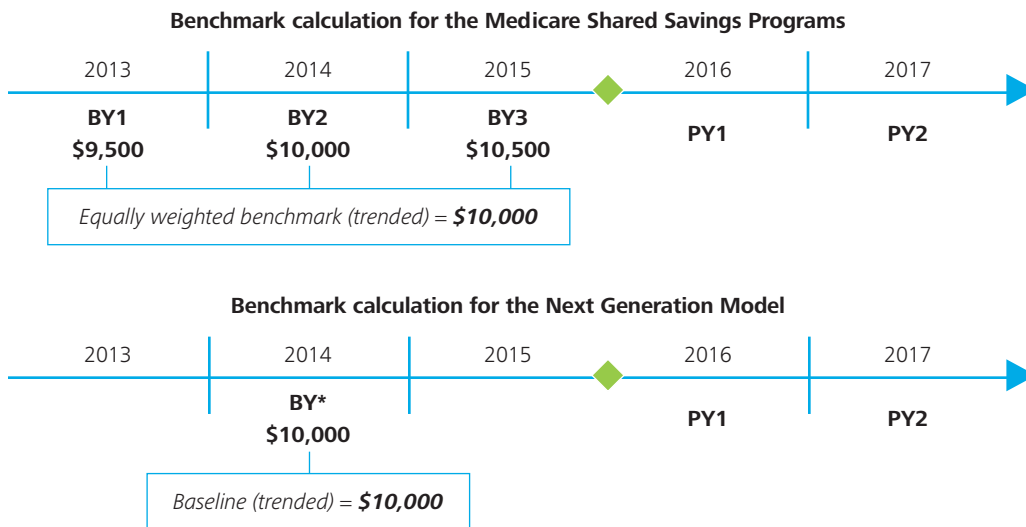 Benchmark calculation for the Medicare Shared Savings Programs
2013 2014 2015 2016 2017
BY1 BY2 BY3 PY1 PY2
$9,500 $10,000 $10,500
Equally weighted benchmark (trended) = $10,000
Benchmark calculation for the Next Generation Model
2013 2014 2015 2016 2017
BY* PY1 PY2
$10,000
Baseline (trended) = $10,000